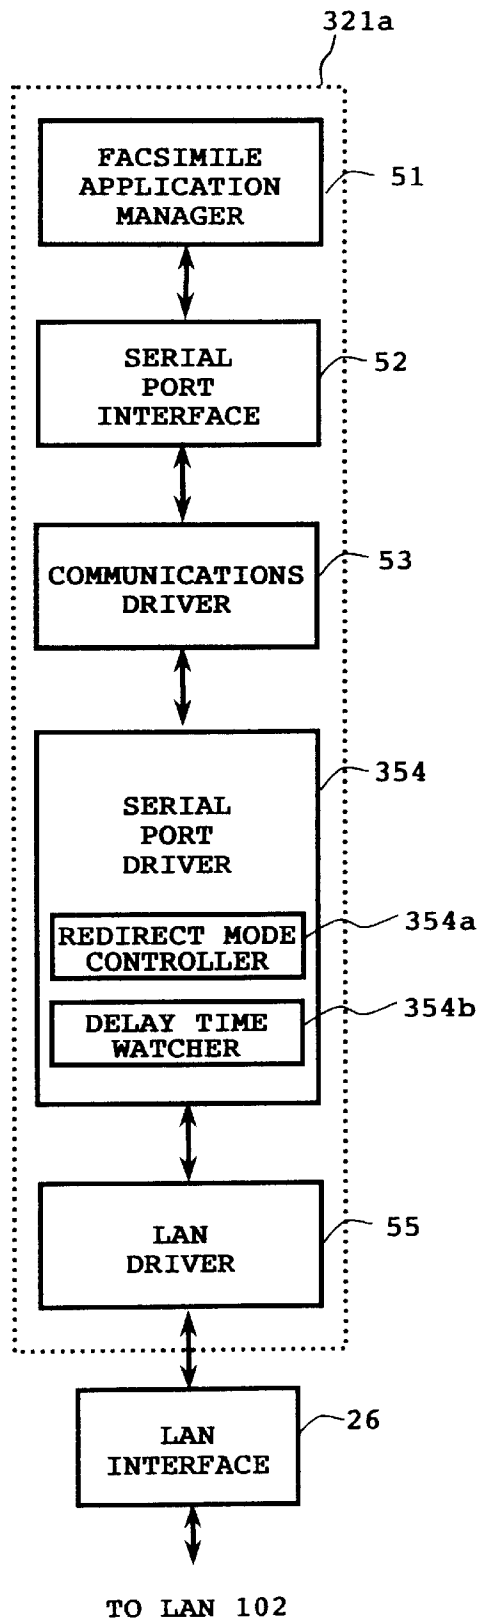 321a
FACSIMILE
APPLICATION
MANAGER
51
SERIAL
PORT
INTERFACE
52
COMMUNICATIONS
DRIVER
53
SERIAL
PORT
DRIVER
354
REDIRECT MODE
CONTROLLER
354a
DELAY TIME
WATCHER
354b
LAN
DRIVER
55
LAN
INTERFACE
26
TO LAN 102